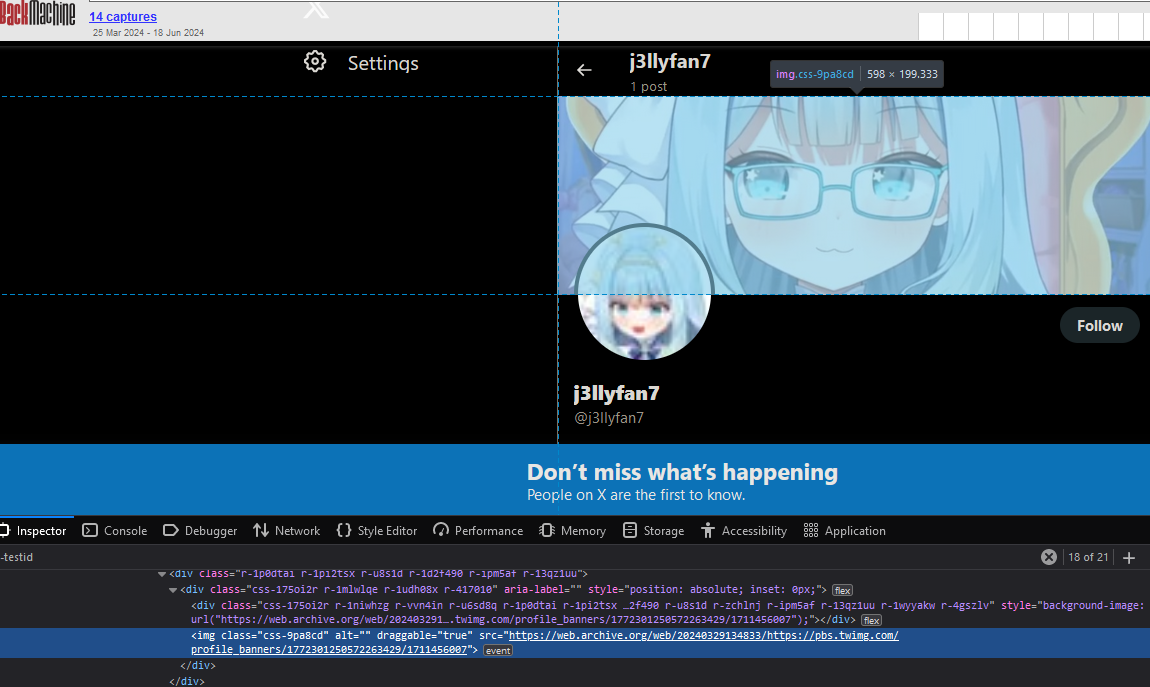 BackMachine
14 captures
25 Mar 2024 - 18 Jun 2024
Settings
j3llyfan7
1 post
img.css-9pa8cd 598 × 199.333
Follow
j3llyfan7
@j3llyfan7
Don’t miss what’s happening
People on X are the first to know.
Inspector Console Debugger Network Style Editor Performance Memory Storage Accessibility Application
-testid 18 of 21
<div class="r-1p0dtai r-1pi2tsx r-u8s1d r-1d2f490 r-ipm5af r-13qz1uu">
<div class="css-175oi2r r-1mlwlqe r-1udh08x r-417010" aria-label="" style="position: absolute; inset: 0px;"> flex
<div class="css-175oi2r r-1niwhzg r-vvn4in r-u6sd8q r-1p0dtai r-1pi2tsx …2f490 r-u8s1d r-zchlnj r-ipm5af r-13qz1uu r-1wyyakw r-4gszlv" style="background-image:
url("https://web.archive.org/web/202403291….twimg.com/profile_banners/1772301250572263429/1711456007");"></div> flex
<img class="css-9pa8cd" alt="" draggable="true" src="https://web.archive.org/web/20240329134833/https://pbs.twimg.com/
profile_banners/1772301250572263429/1711456007"> event
</div>
</div>